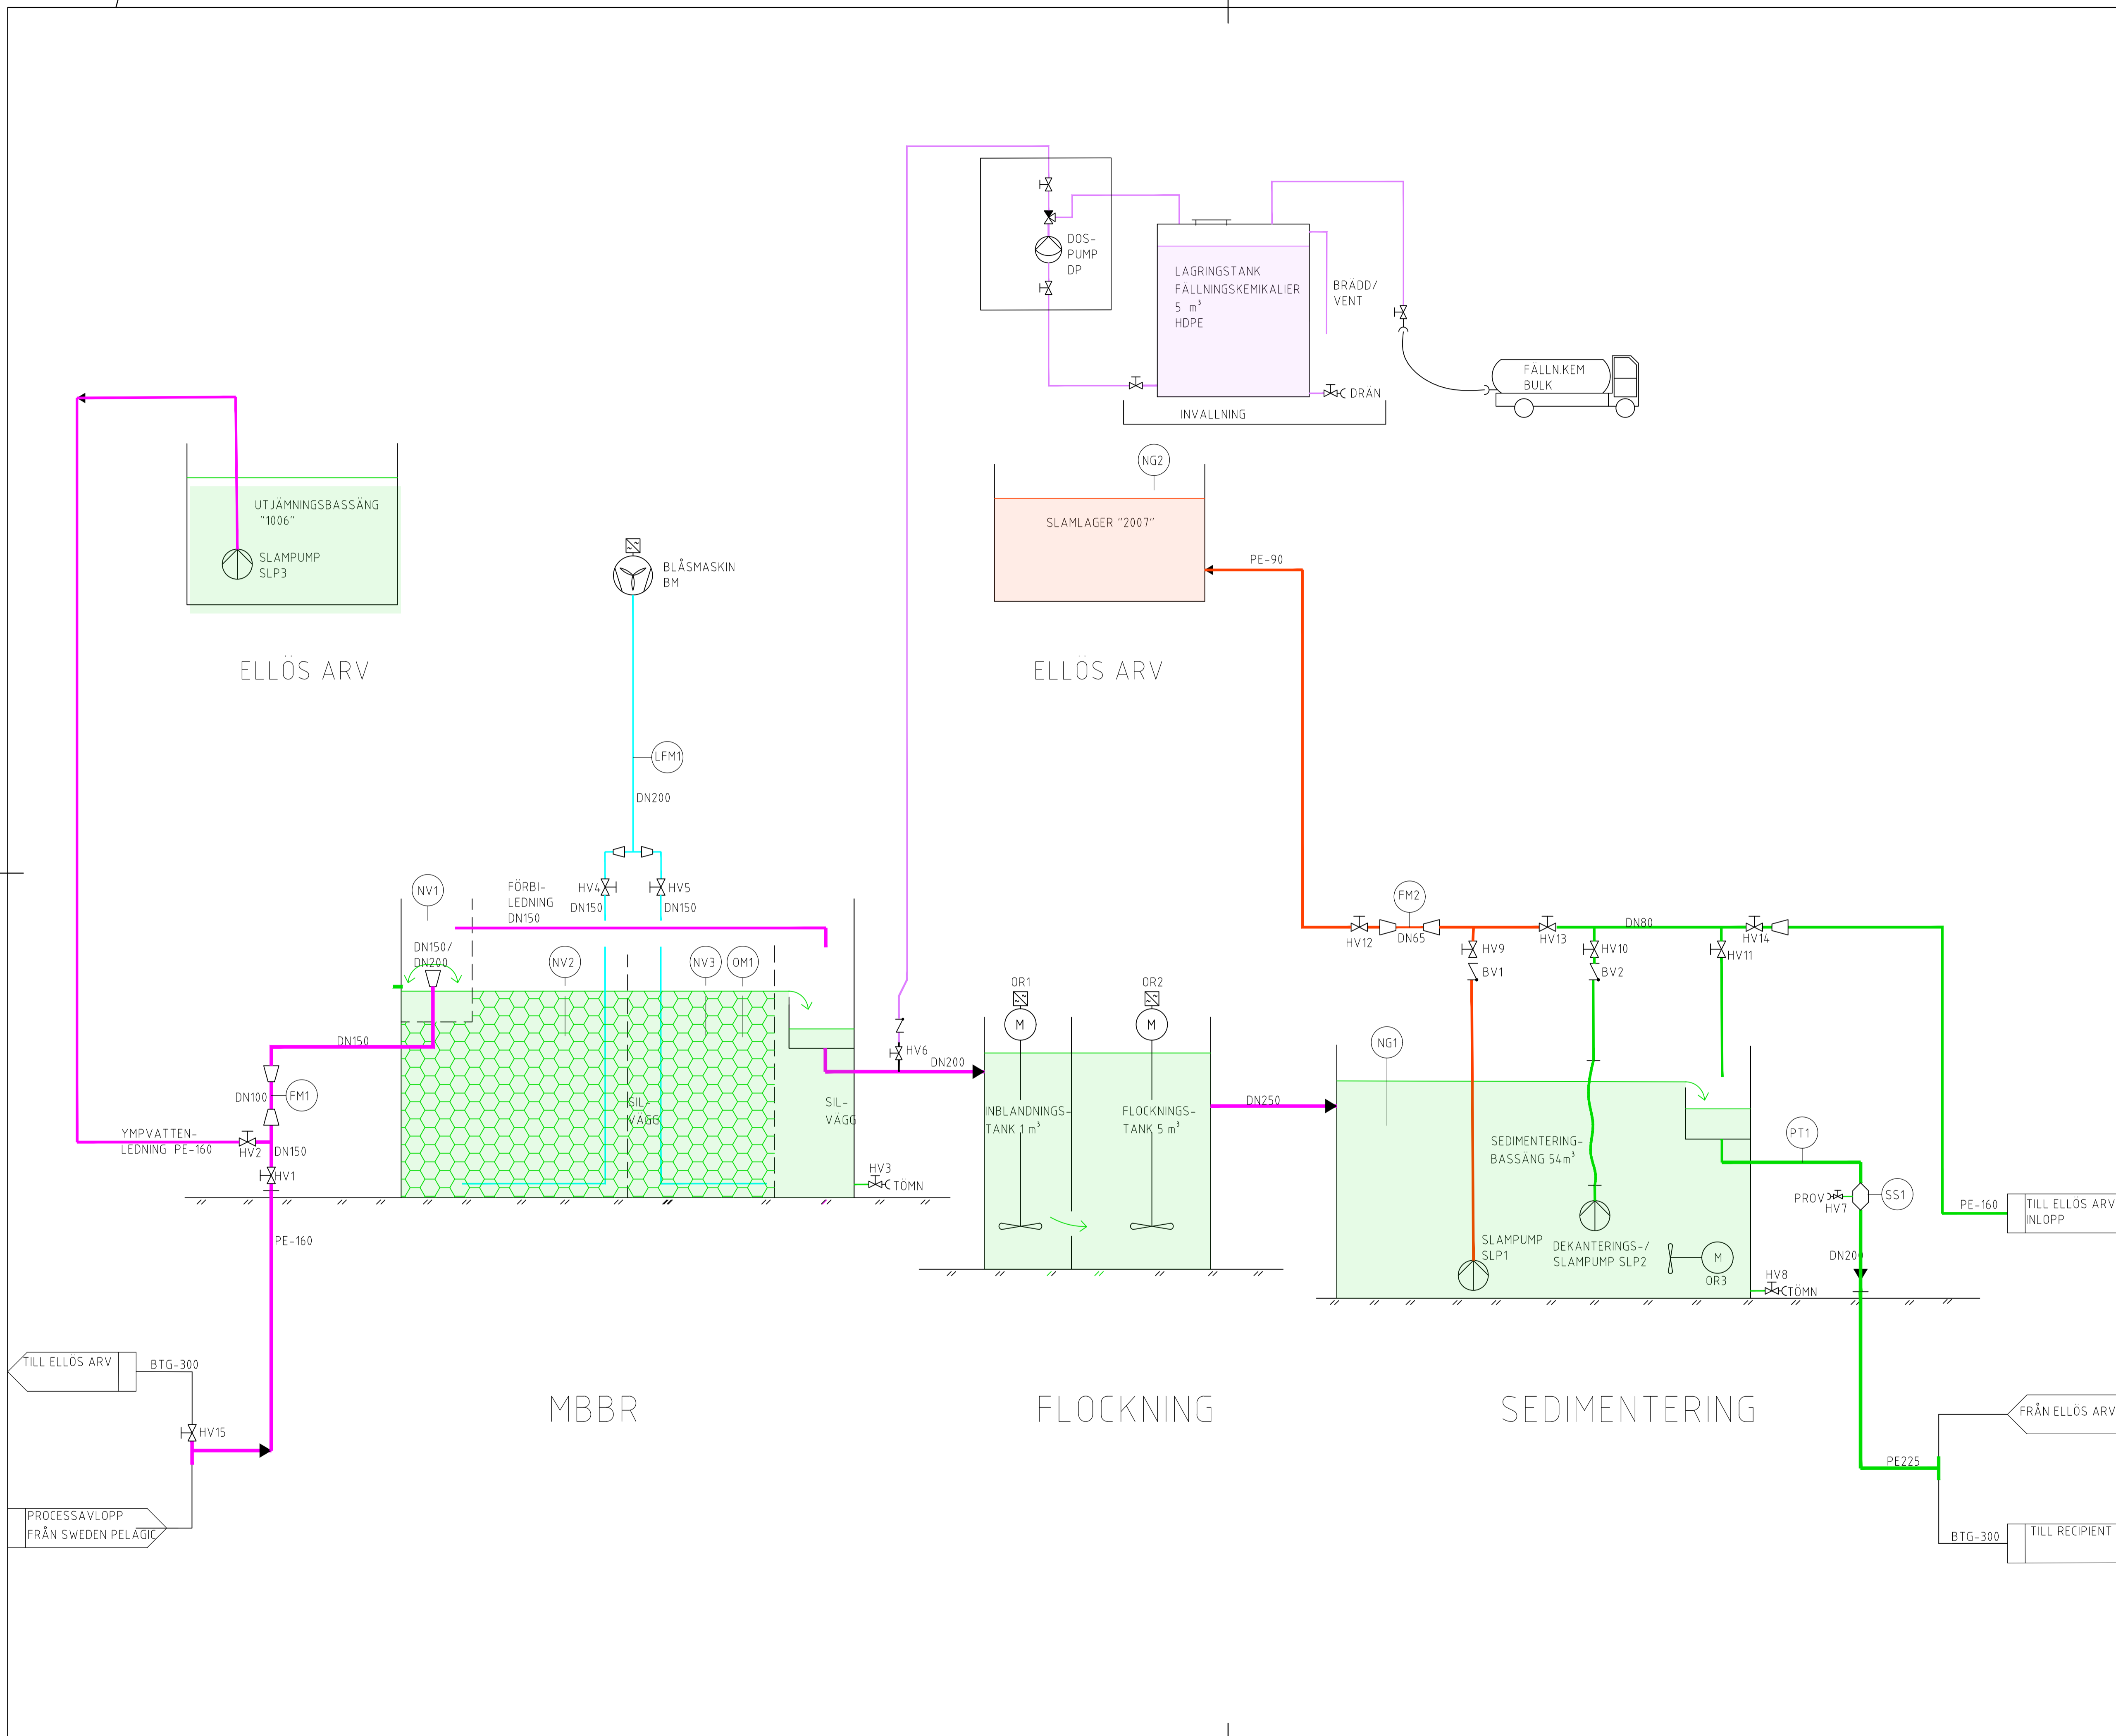 DOS-
PUMP
DP
LAGRINGSTANK
FÄLLNINGSKEMIKALIER
5 m³
HDPE
BRÄDD/
VENT
FÄLLN.KEM
BULK
DRÄN
INVALLNING
NG2
UTJÄMNINGSBASSÄNG
"1006"
SLAMPUMP
SLP3
SLAMLAGER "2007"
PE-90
BLÅSMASKIN
BM
ELLÖS ARV
ELLÖS ARV
LFM1
DN200
NV1
FÖRBI-
LEDNING
DN150
HV4
HV5
DN150
DN150
DN150/
DN200
NV2
NV3
OM1
FM2
HV12
DN65
HV9
BV1
HV13
DN80
HV10
BV2
HV14
HV11
OR1
OR2
M
M
DN150
HV6
DN200
NG1
DN100
FM1
SIL-
VÄGG
SIL-
VÄGG
INBLANDNINGS-
TANK 1 m³
FLOCKNINGS-
TANK 5 m³
DN250
YMPVATTEN-
LEDNING PE-160
HV2
DN150
HV1
SEDIMENTERING-
BASSÄNG 54m³
PT1
HV3
TÖMN
PROV
HV7
SS1
PE-160
TILL ELLÖS ARV
INLOPP
PE-160
SLAMPUMP
SLP1
DEKANTERINGS-/
SLAMPUMP SLP2
M
OR3
DN200
HV8
TÖMN
TILL ELLÖS ARV
BTG-300
MBBR
FLOCKNING
SEDIMENTERING
FRÅN ELLÖS ARV
HV15
PE225
PROCESSAVLOPP
FRÅN SWEDEN PELAGIC
BTG-300
TILL RECIPIENT